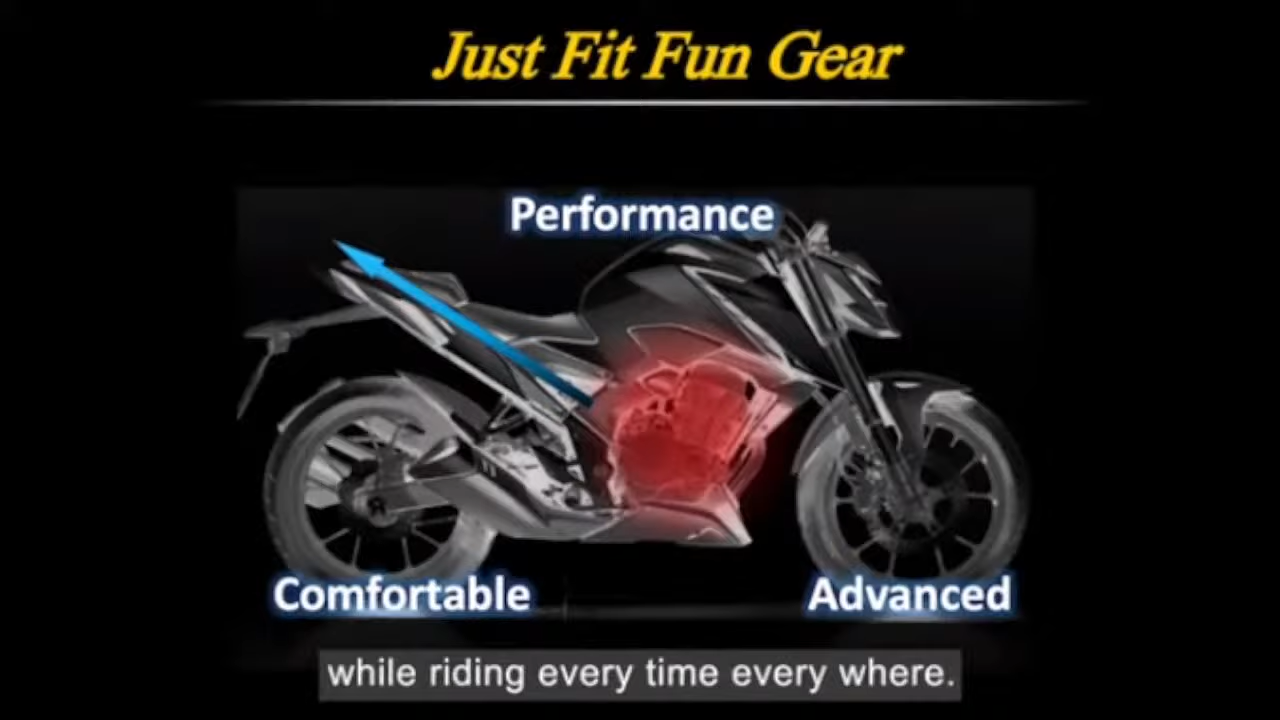 Just Fit Fun Gear
Performance
Comfortable
Advanced
while riding every time every where.